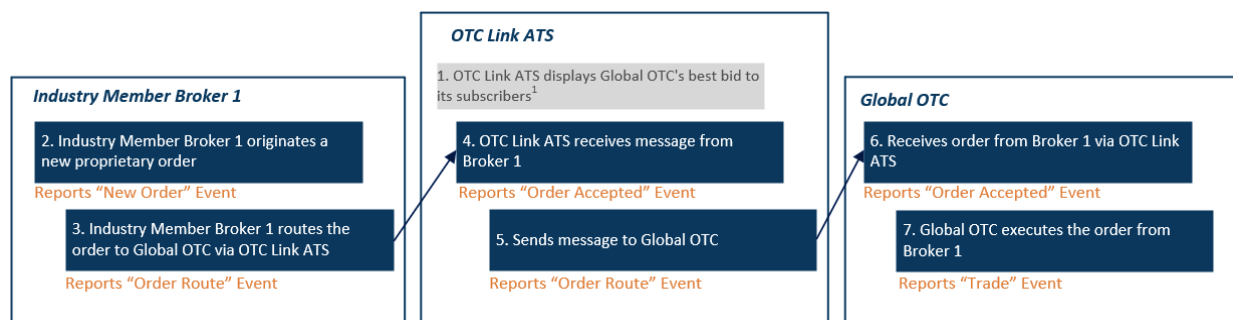 Industry Member Broker 1
2. Industry Member Broker 1 originates a
new proprietary order
Reports “New Order” Event
3. Industry Member Broker 1 routes the
order to Global OTC via OTC Link ATS
Reports “Order Route” Event
OTC Link ATS
1. OTC Link ATS displays Global OTC's best bid to
its subscribers1
4. OTC Link ATS receives message from
Broker 1
Reports “Order Accepted” Event
5. Sends message to Global OTC
Reports “Order Route” Event
Global OTC
6. Receives order from Broker 1 via OTC Link
ATS
Reports “Order Accepted” Event
7. Global OTC executes the order from
Broker 1
Reports “Trade” Event